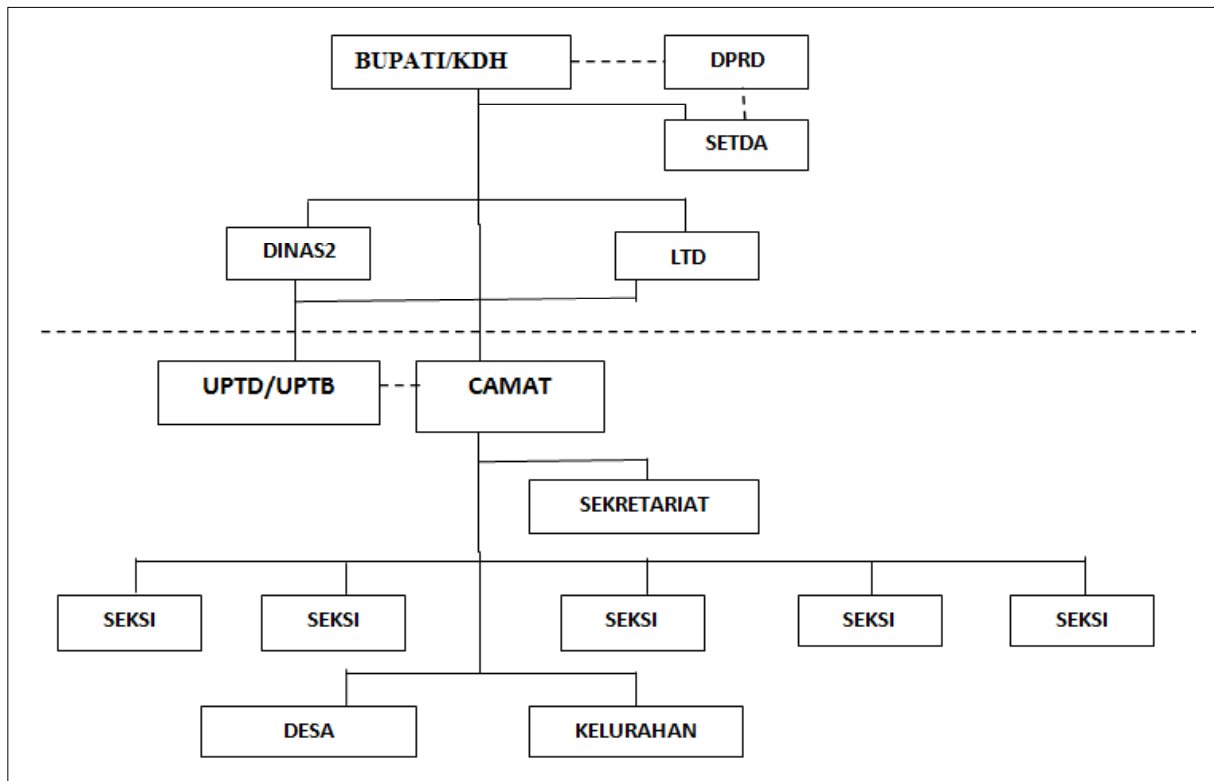 BUPATI/KDH
DPRD
SETDA
DINAS2
LTD
UPTD/UPTB
CAMAT
SEKRETARIAT
SEKSI
SEKSI
SEKSI
SEKSI
SEKSI
DESA
KELURAHAN